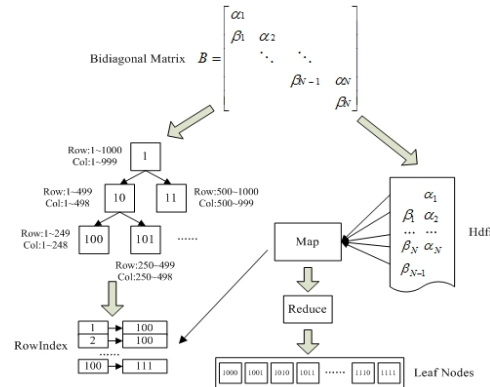 α1
β1 α2
Bidiagonal Matrix B = ⋱ ⋱
βN−1 αN
βN
Row:1~1000
Col:1~999
1
Row:1~499
Col:1~498
10
11
Row:500~1000
Col:500~999
Row:1~249
Col:1~248
100
101
......
Row:250~499
Col:250~498
α1
β1 α2
... ...
βN αN
βN−1
Hdfs
Map
Reduce
RowIndex
1 100
2 100
......
100 111
1000 1001 1010 1011 ...... 1110 1111
Leaf Nodes